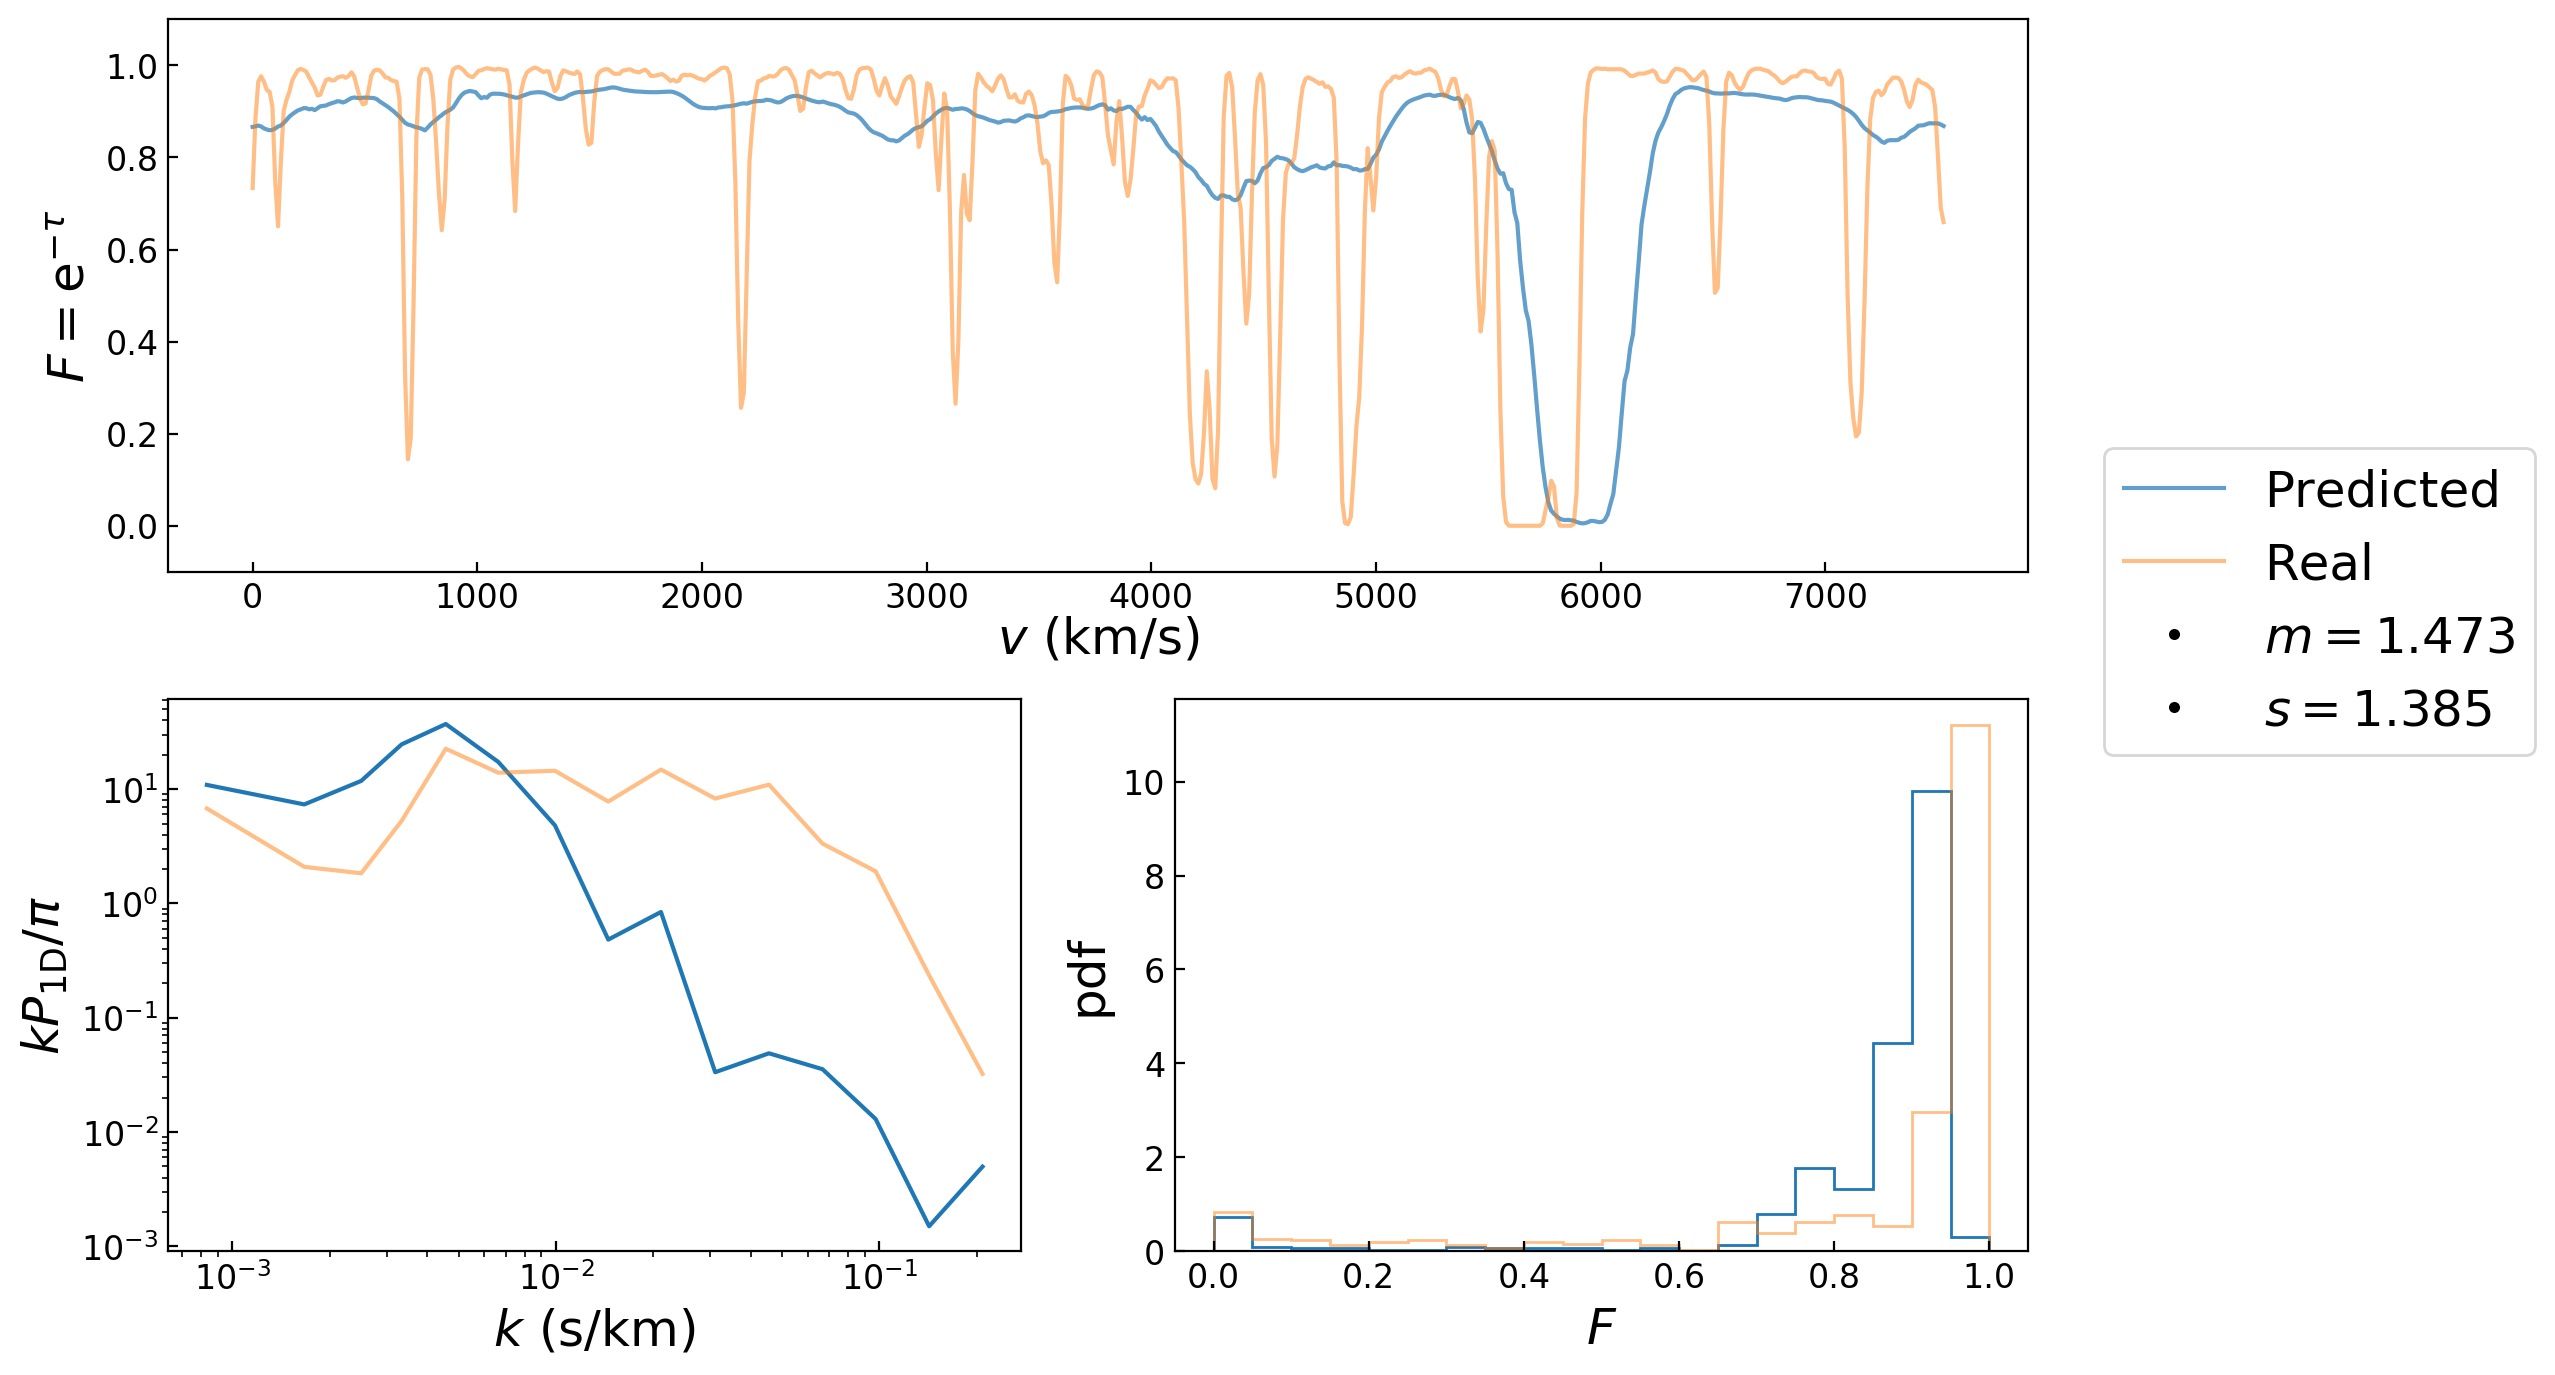 1.0
0.8
0.6
0.4
0.2
0.0
F = e^{-τ}
0 1000 2000 3000 4000 5000 6000 7000
v (km/s)
Predicted
Real
m = 1.473
s = 1.385
10^1
10^0
10^{-1}
10^{-2}
10^{-3}
kP_{1D}/π
10^{-3} 10^{-2} 10^{-1}
k (s/km)
10
8
6
4
2
0
pdf
0.0 0.2 0.4 0.6 0.8 1.0
F